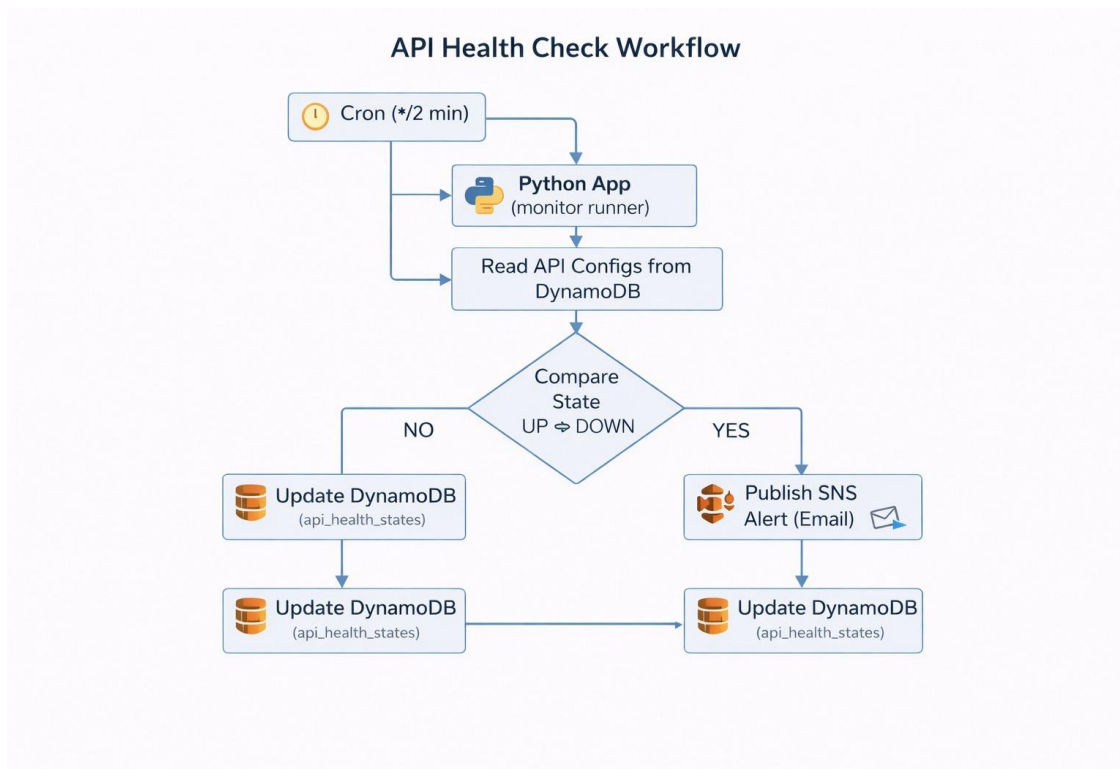 API Health Check Workflow
Cron (*/2 min)
Python App
(monitor runner)
Read API Configs from
DynamoDB
Compare
State
UP ⇔ DOWN
NO
YES
Update DynamoDB
(api_health_states)
Publish SNS
Alert (Email)
Update DynamoDB
(api_health_states)
Update DynamoDB
(api_health_states)